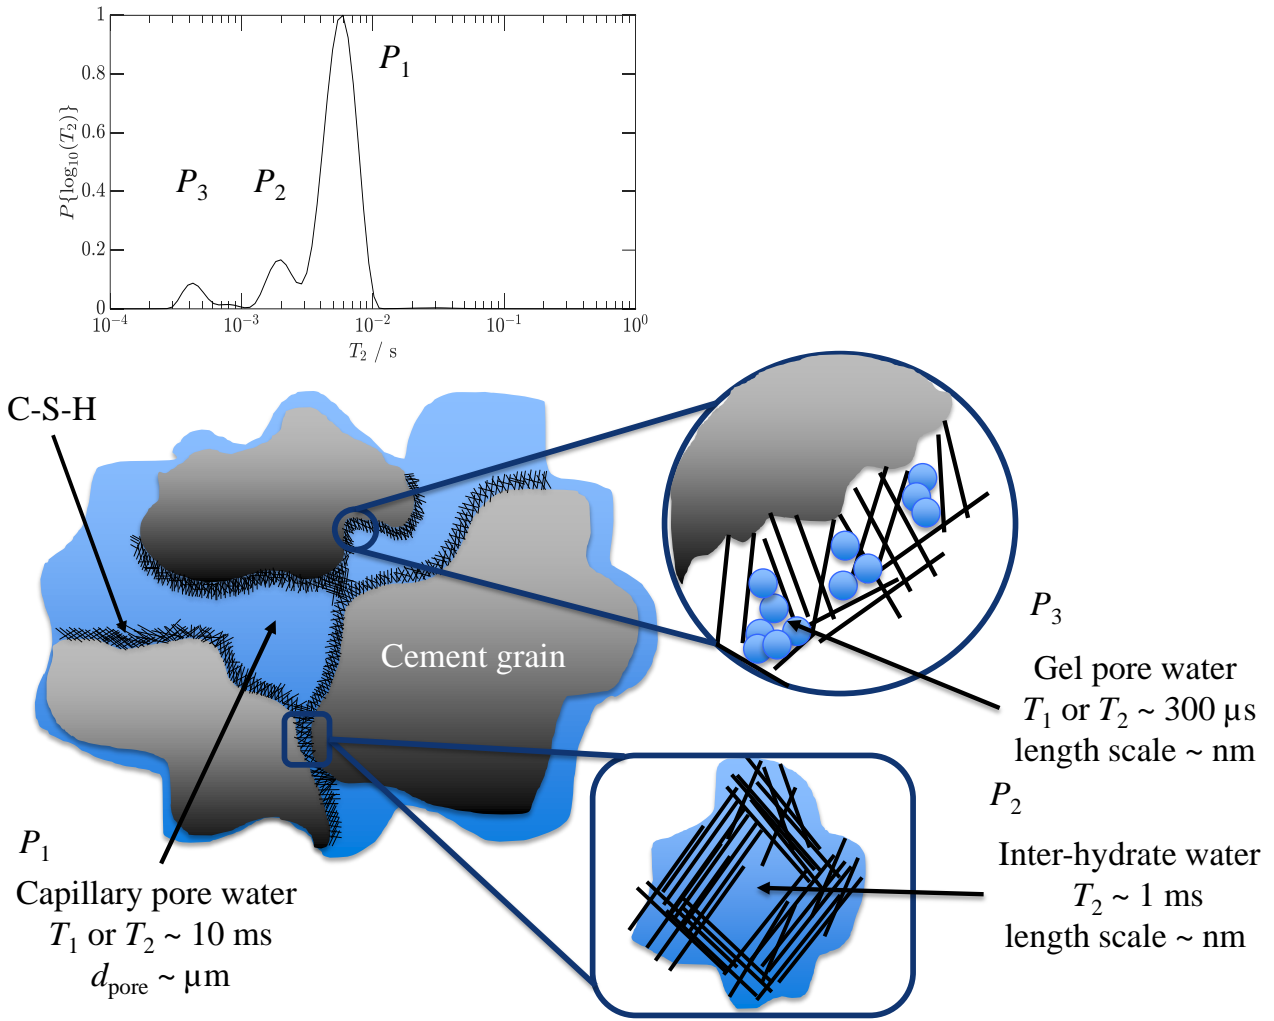 1
0.8
0.6
0.4
0.2
0
P{log₁₀(T₂)}
P₁
P₃ P₂
10⁻⁴ 10⁻³ 10⁻² 10⁻¹ 10⁰
T₂ / s
C-S-H
Cement grain
P₃
Gel pore water
T₁ or T₂ ~ 300 µs
length scale ~ nm
P₂
Inter-hydrate water
T₂ ~ 1 ms
length scale ~ nm
P₁
Capillary pore water
T₁ or T₂ ~ 10 ms
dₚₒᵣₑ ~ µm